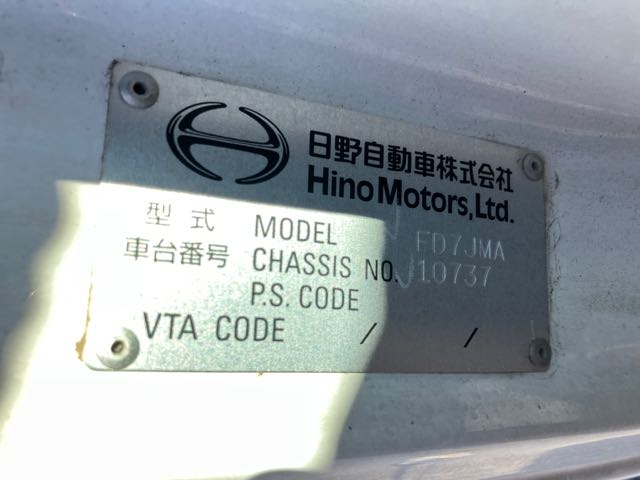 日野自動車株式会社
Hino Motors, Ltd.
型式 MODEL FD7JMA
車台番号 CHASSIS NO. 10737
P.S. CODE
VTA CODE / /